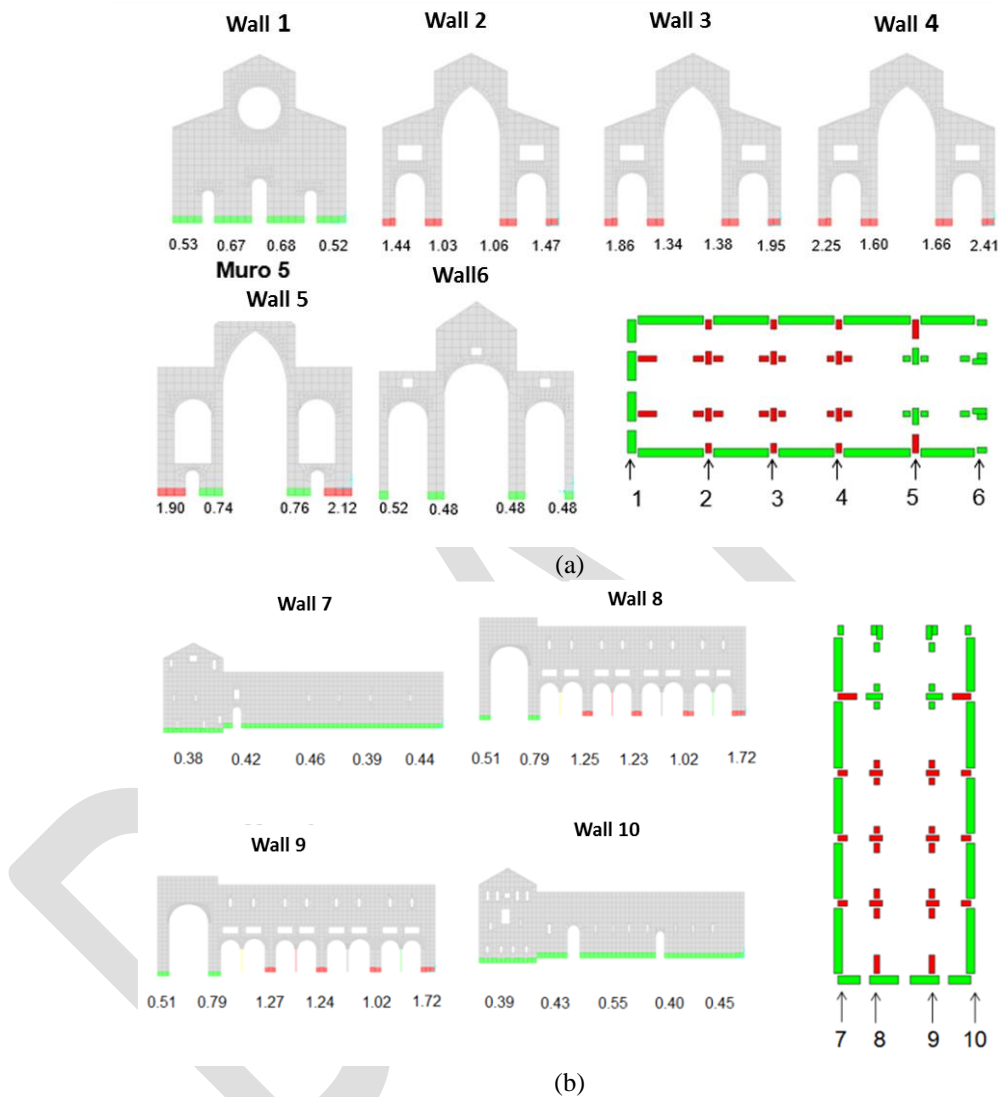 Wall 1
Wall 2
Wall 3
Wall 4
0.53 0.67 0.68 0.52
1.44 1.03 1.06 1.47
1.86 1.34 1.38 1.95
2.25 1.60 1.66 2.41
Muro 5
Wall 5
Wall6
1.90 0.74 0.76 2.12
0.52 0.48 0.48 0.48
1 2 3 4 5 6
(a)
Wall 7
Wall 8
0.38 0.42 0.46 0.39 0.44
0.51 0.79 1.25 1.23 1.02 1.72
Wall 9
Wall 10
0.51 0.79 1.27 1.24 1.02 1.72
0.39 0.43 0.55 0.40 0.45
7 8 9 10
(b)